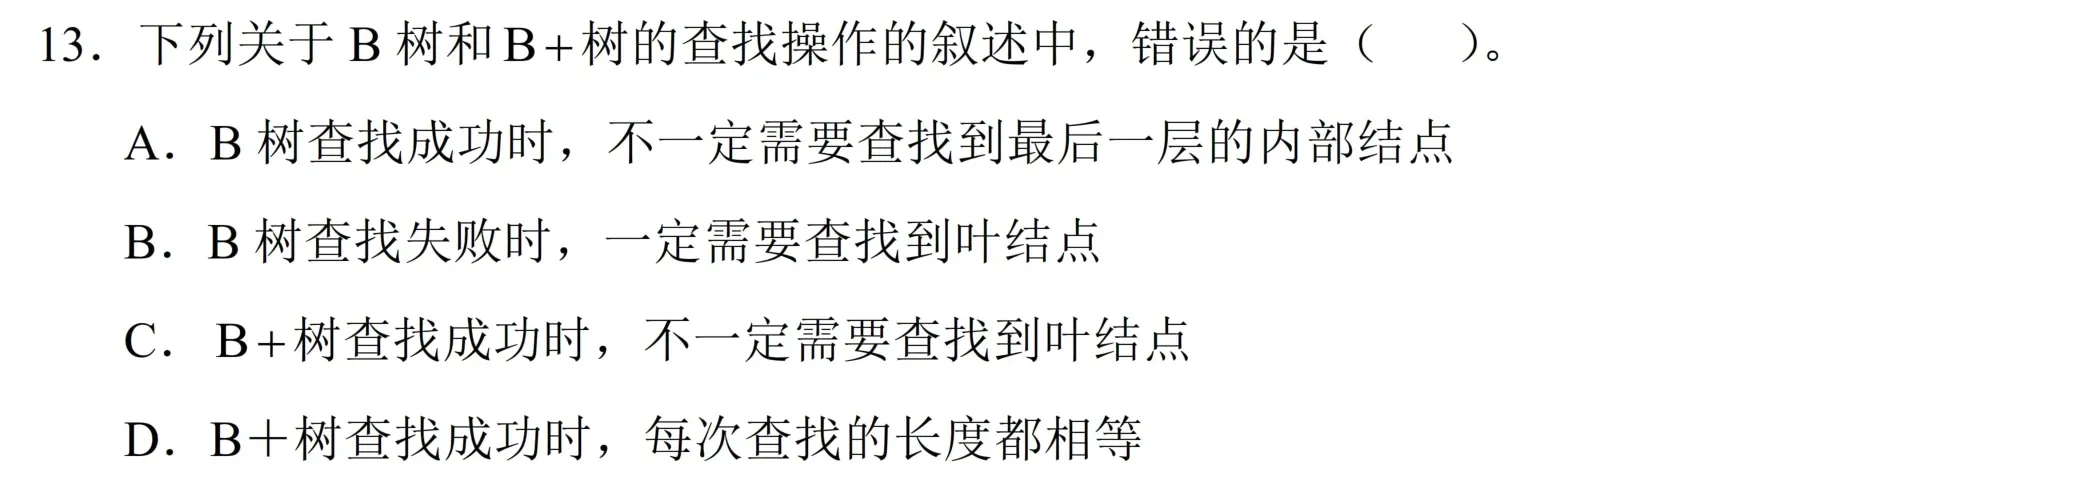 13．下列关于 B 树和 B+树的查找操作的叙述中，错误的是（  ）。
A．B 树查找成功时，不一定需要查找到最后一层的内部结点
B．B 树查找失败时，一定需要查找到叶结点
C． B+树查找成功时，不一定需要查找到叶结点
D．B＋树查找成功时，每次查找的长度都相等